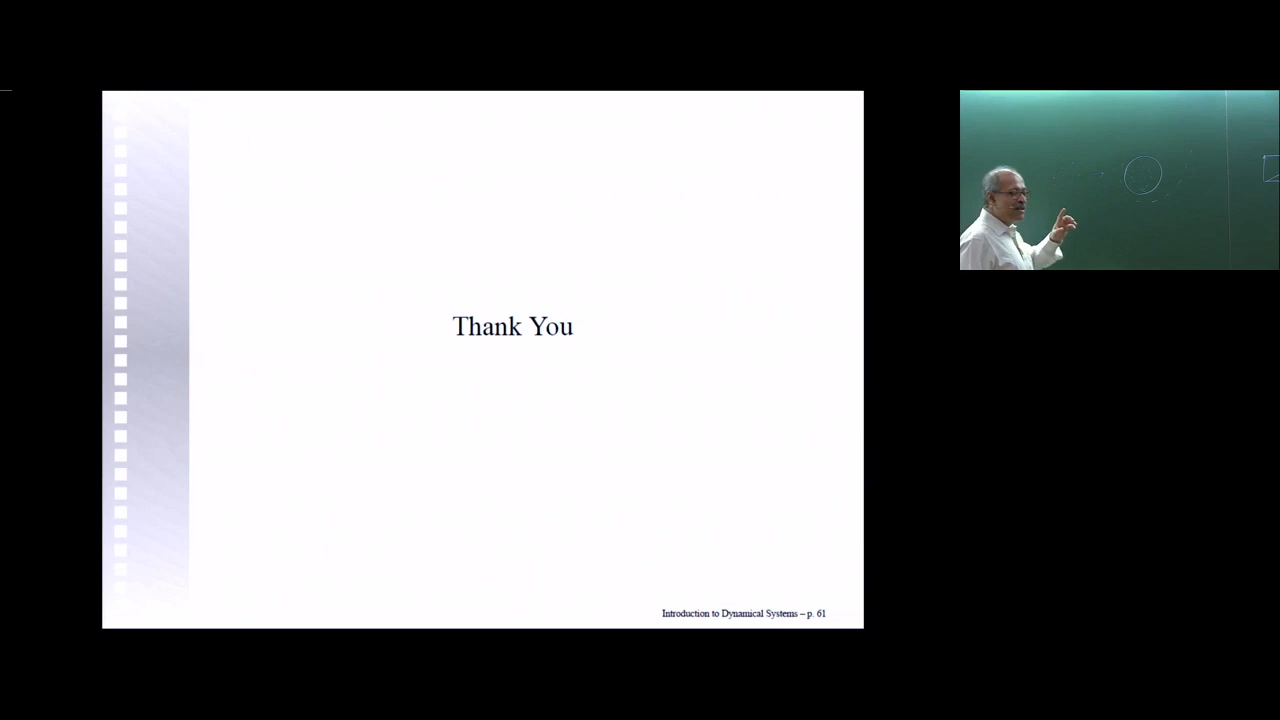 Thank You
Introduction to Dynamical Systems – p. 61